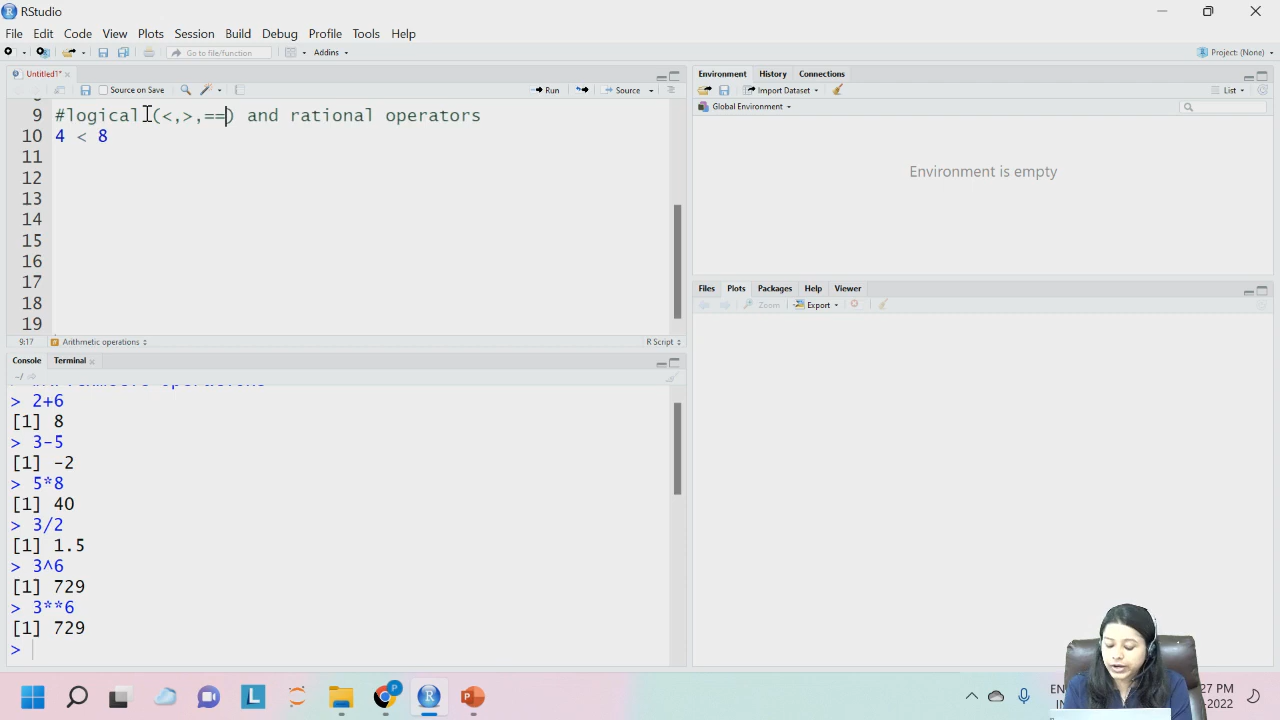 RStudio
File Edit Code View Plots Session Build Debug Profile Tools Help
Go to file/function Addins Project: (None)
Untitled1*
Source on Save Run Source
9 #logical (<,>,==) and rational operators
10 4 < 8
11
12
13
14
15
16
17
18
19
9:17 Arithmetic operations R Script
Console Terminal
~/
> 2+6
[1] 8
> 3-5
[1] -2
> 5*8
[1] 40
> 3/2
[1] 1.5
> 3^6
[1] 729
> 3**6
[1] 729
>
Environment History Connections
Import Dataset List
Global Environment
Environment is empty
Files Plots Packages Help Viewer
Zoom Export